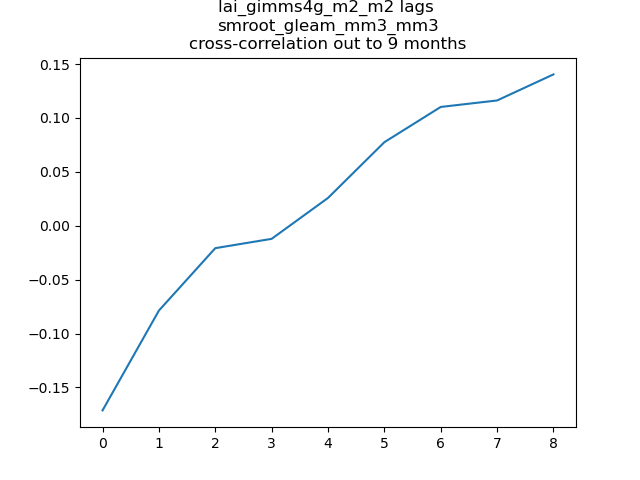 lai_gimms4g_m2_m2 lags
smroot_gleam_mm3_mm3
cross-correlation out to 9 months
0.15
0.10
0.05
0.00
−0.05
−0.10
−0.15
0 1 2 3 4 5 6 7 8